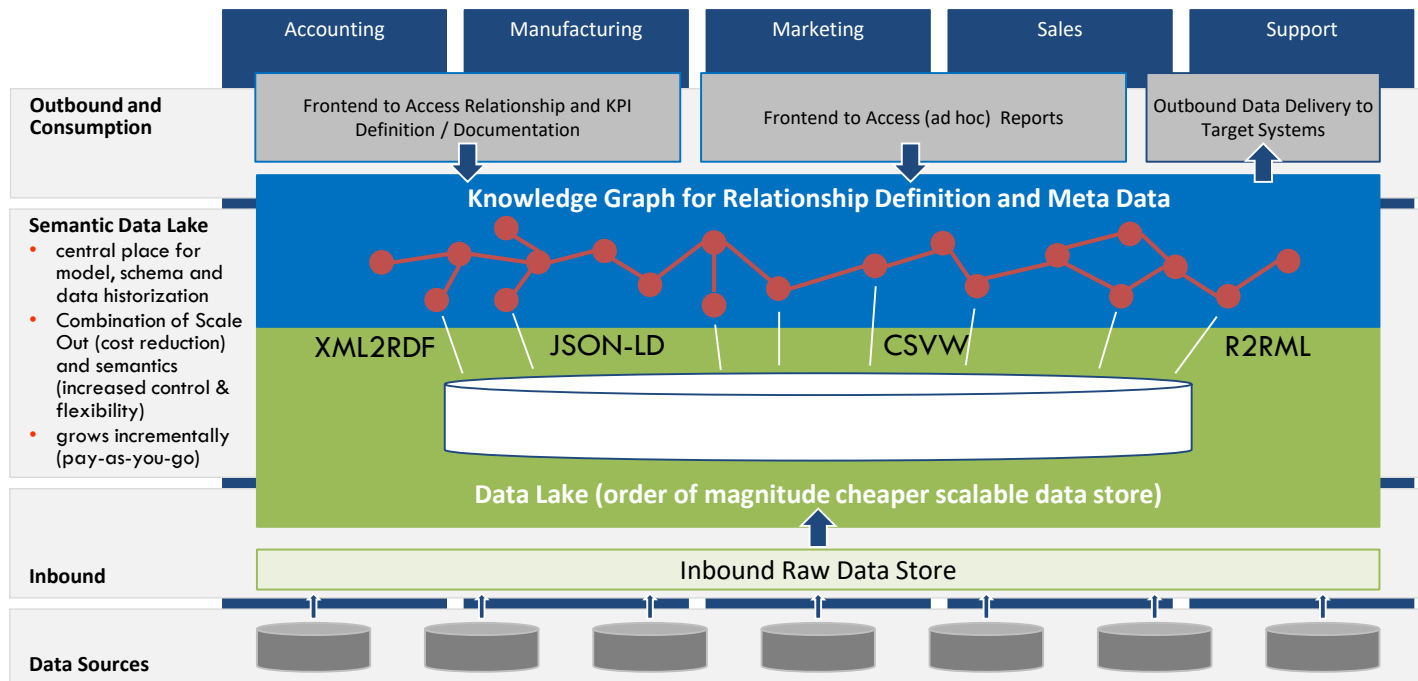 Accounting
Manufacturing
Marketing
Sales
Support
Outbound and
Consumption
Frontend to Access Relationship and KPI
Definition / Documentation
Frontend to Access (ad hoc) Reports
Outbound Data Delivery to
Target Systems
Knowledge Graph for Relationship Definition and Meta Data
Semantic Data Lake
• central place for
model, schema and
data historization
• Combination of Scale
Out (cost reduction)
and semantics
(increased control &
flexibility)
• grows incrementally
(pay-as-you-go)
XML2RDF
JSON-LD
CSVW
R2RML
Data Lake (order of magnitude cheaper scalable data store)
Inbound
Inbound Raw Data Store
Data Sources